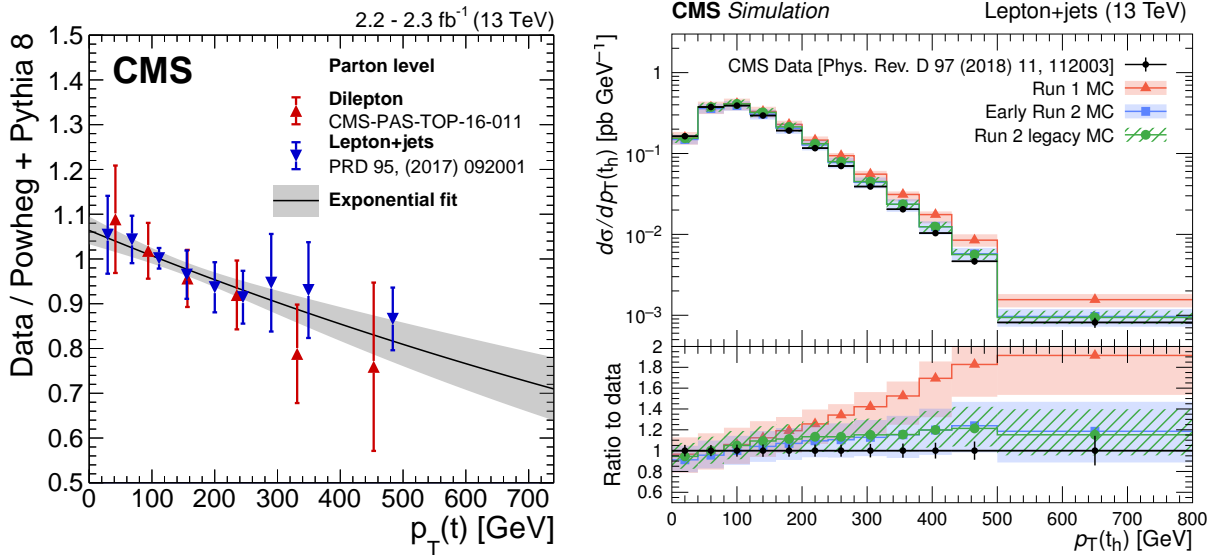 2.2 - 2.3 fb⁻¹ (13 TeV)
CMS
Parton level
Dilepton
CMS-PAS-TOP-16-011
Lepton+jets
PRD 95, (2017) 092001
Exponential fit
Data / Powheg + Pythia 8
1.5
1.4
1.3
1.2
1.1
1
0.9
0.8
0.7
0.6
0.5
0 100 200 300 400 500 600 700
p_T(t) [GeV]
CMS Simulation Lepton+jets (13 TeV)
CMS Data [Phys. Rev. D 97 (2018) 11, 112003]
Run 1 MC
Early Run 2 MC
Run 2 legacy MC
dσ/dp_T(t_h) [pb GeV⁻¹]
1
10⁻¹
10⁻²
10⁻³
Ratio to data
2
1.8
1.6
1.4
1.2
1.0
0.8
0.6
0 100 200 300 400 500 600 700 800
p_T(t_h) [GeV]